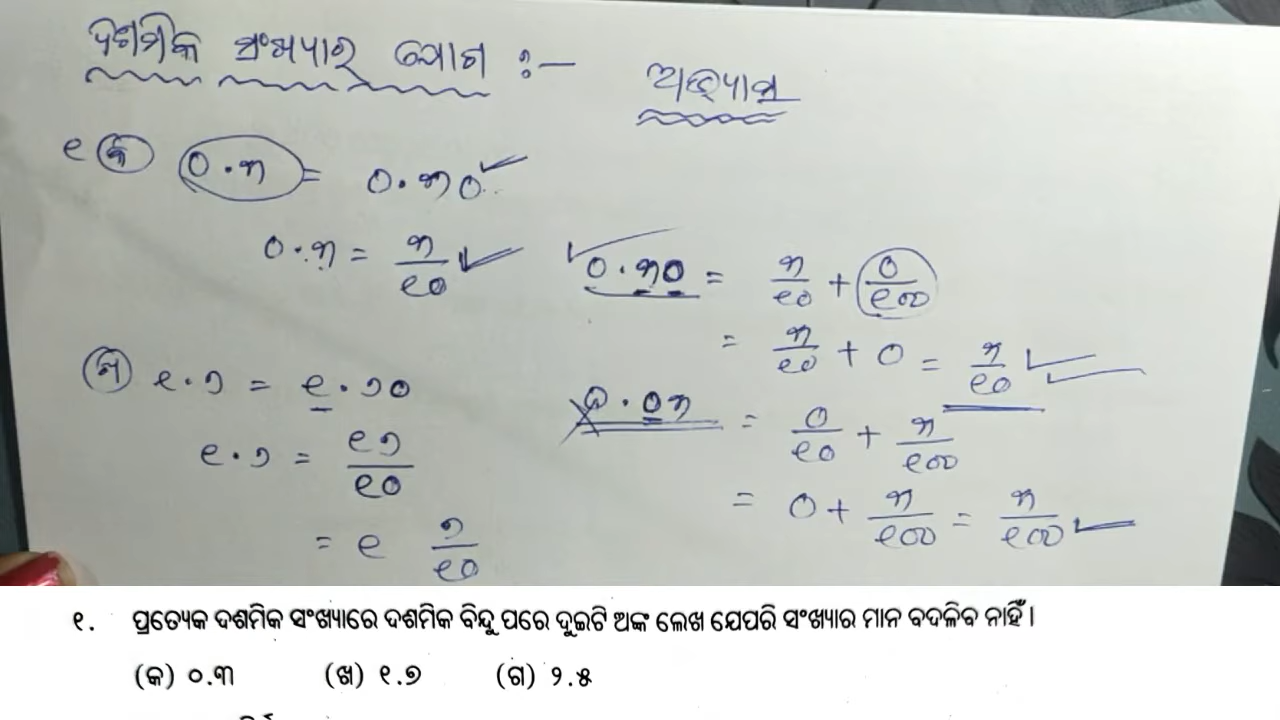 ଦଶମିକ ସଂଖ୍ୟାର ଯୋଗ :—
ଅଭ୍ୟାସ
୧ (କ) ୦.୩ = ୦.୩୦
୦.୩ = ୩/୧୦
୦.୩୦ = ୩/୧୦ + ୦/୧୦୦
= ୩/୧୦ + ୦ = ୩/୧୦
(ଖ) ୧.୭ = ୧.୭୦
୧.୭ = ୧୭/୧୦
= ୧ ୭/୧୦
୦.୦୩ = ୦/୧୦ + ୩/୧୦୦
= ୦ + ୩/୧୦୦ = ୩/୧୦୦
୧. ପ୍ରତ୍ୟେକ ଦଶମିକ ସଂଖ୍ୟାରେ ଦଶମିକ ବିନ୍ଦୁ ପରେ ଦୁଇଟି ଅଙ୍କ ଲେଖ ଯେପରି ସଂଖ୍ୟାର ମାନ ବଦଳିବ ନାହିଁ।
(କ) ୦.୩ (ଖ) ୧.୭ (ଗ) ୨.୫